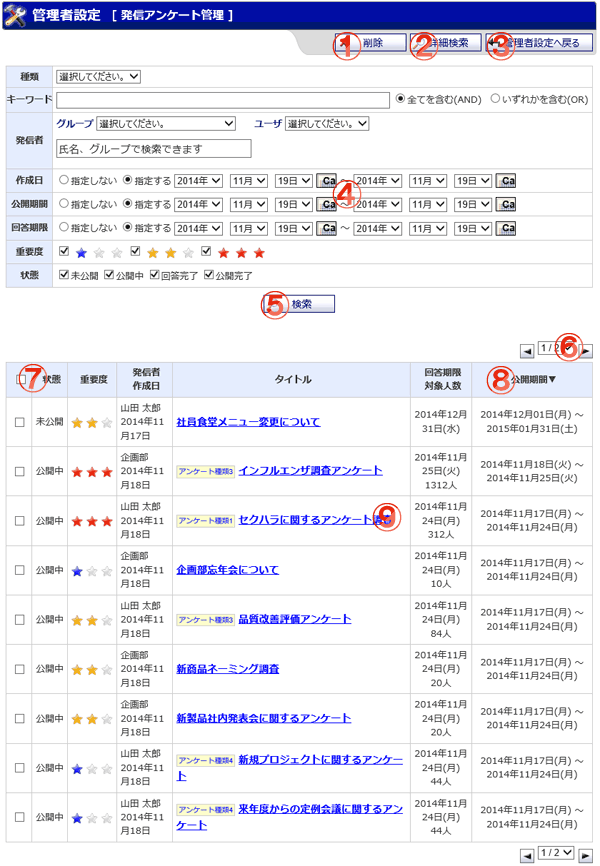 管理者設定 [ 発信アンケート管理 ]
① 削除 ② 詳細検索 ③ 管理者設定へ戻る
種類 選択してください。
キーワード 全てを含む(AND) いずれかを含む(OR)
発信者 グループ 選択してください。 ユーザ 選択してください。
氏名、グループで検索できます
作成日 指定しない 指定する 2014年 11月 19日 Ca ～ 2014年 11月 19日 Ca
④
公開期間 指定しない 指定する 2014年 11月 19日 Ca ～ 2014年 11月 19日 Ca
回答期限 指定しない 指定する 2014年 11月 19日 Ca ～ 2014年 11月 19日 Ca
重要度
状態 未公開 公開中 回答完了 公開完了
⑤ 検索
◀ 1 / 2 ⑥ ▶
⑦ 状態 重要度 発信者 作成日 タイトル 回答期限 対象人数 ⑧ 公開期間▼
未公開 山田 太郎 2014年11月17日 社員食堂メニュー変更について 2014年12月31日(水) 2014年12月01日(月) ～ 2015年01月31日(土)
公開中 企画部 2014年11月18日 アンケート種類3 インフルエンザ調査アンケート 2014年11月25日(火) 1312人 2014年11月18日(火) ～ 2014年11月25日(火)
公開中 山田 太郎 2014年11月18日 アンケート種類1 セクハラに関するアンケート調査 ⑨ 2014年11月24日(月) 312人 2014年11月17日(月) ～ 2014年11月24日(月)
公開中 企画部 2014年11月18日 企画部忘年会について 2014年11月24日(月) 10人 2014年11月17日(月) ～ 2014年11月24日(月)
公開中 山田 太郎 2014年11月18日 アンケート種類3 品質改善評価アンケート 2014年11月24日(月) 84人 2014年11月17日(月) ～ 2014年11月24日(月)
公開中 企画部 2014年11月18日 新商品ネーミング調査 2014年11月24日(月) 20人 2014年11月17日(月) ～ 2014年11月24日(月)
公開中 企画部 2014年11月18日 新製品社内発表会に関するアンケート 2014年11月24日(月) 20人 2014年11月17日(月) ～ 2014年11月24日(月)
公開中 山田 太郎 2014年11月18日 アンケート種類4 新規プロジェクトに関するアンケート 2014年11月24日(月) 44人 2014年11月17日(月) ～ 2014年11月24日(月)
公開中 山田 太郎 2014年11月18日 アンケート種類4 来年度からの定例会議に関するアンケート 2014年11月24日(月) 44人 2014年11月17日(月) ～ 2014年11月24日(月)
◀ 1 / 2 ▶